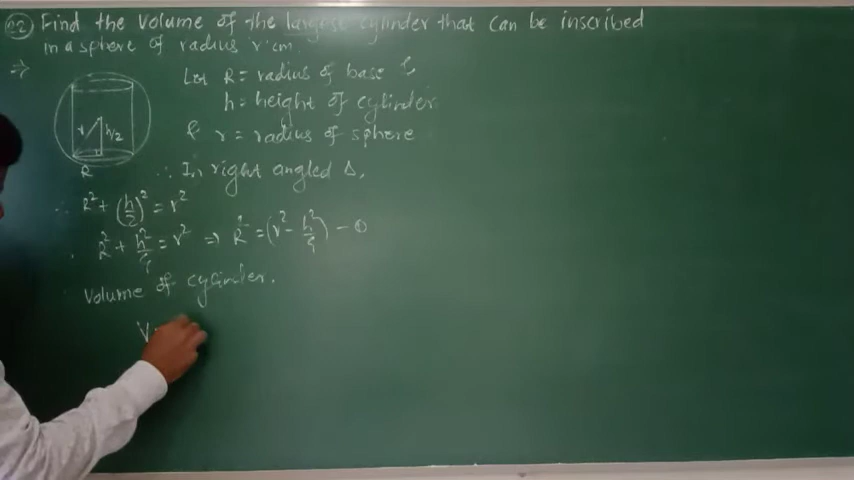 Q.2 Find the volume of the largest cylinder that can be inscribed
in a sphere of radius r cm.
⇒
Let R = radius of base &
h = height of cylinder
& r = radius of sphere
r h/2
R
∴ In right angled Δ,
∴ R² + (h/2)² = r²
∴ R² + h²/4 = r² ⇒ R² = (r² - h²/4) - ①
Volume of cylinder.
V =